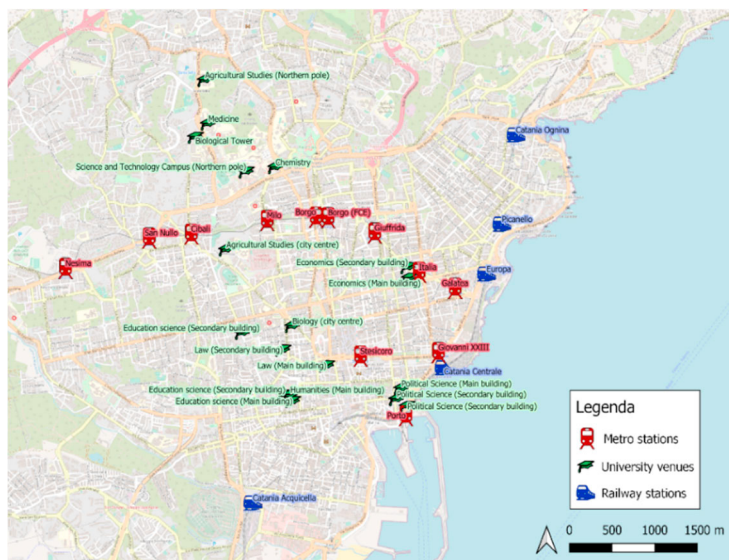 Agricultural Studies (Northern pole)
Medicine
Biological Tower
Catania Ognina
Science and Technology Campus (Northern pole)
Chemistry
Milo
Borgo
Borgo (FCE)
Picanello
San Nullo
Cibali
Giuffrida
Agricultural Studies (city centre)
Nesima
Economics (Secondary building)
Italia
Europa
Economics (Main building)
Galatea
Education science (Secondary building)
Biology (city centre)
Law (Secondary building)
Stesicoro
Giovanni XXIII
Law (Main building)
Catania Centrale
Education science (Secondary building)
Humanities (Main building)
Political Science (Main building)
Education science (Main building)
Political Science (Secondary building)
Political Science (Secondary building)
Porto
Catania Acquicella
Legenda
Metro stations
University venues
Railway stations
0 500 1000 1500 m